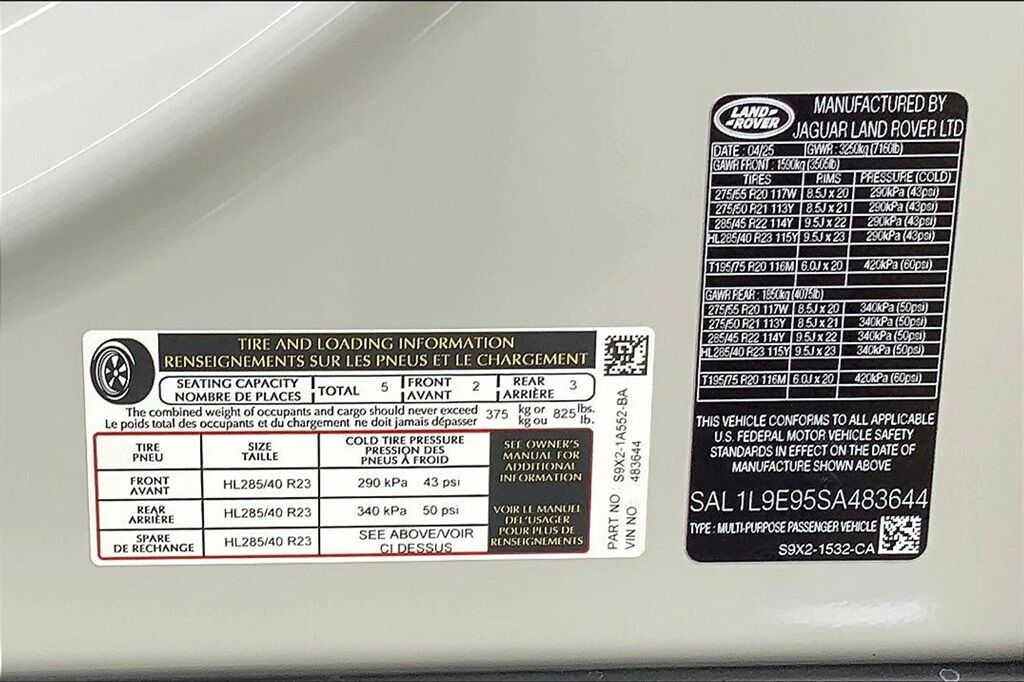 TIRE AND LOADING INFORMATION
RENSEIGNEMENTS SUR LES PNEUS ET LE CHARGEMENT
SEATING CAPACITY
NOMBRE DE PLACES
TOTAL 5
FRONT
AVANT 2
REAR
ARRIÈRE 3
The combined weight of occupants and cargo should never exceed 375 kg or 825 lbs.
Le poids total des occupants et du chargement ne doit jamais dépasser kg ou lb.
TIRE
PNEU
SIZE
TAILLE
COLD TIRE PRESSURE
PRESSION DES
PNEUS À FROID
FRONT
AVANT
HL285/40 R23
290 kPa 43 psi
REAR
ARRIÈRE
HL285/40 R23
340 kPa 50 psi
SPARE
DE RECHANGE
HL285/40 R23
SEE ABOVE/VOIR
CI DESSUS
SEE OWNER'S
MANUAL FOR
ADDITIONAL
INFORMATION
VOIR LE MANUEL
DE L'USAGER
POUR PLUS DE
RENSEIGNEMENTS
PART NO : S9X2-1A552-BA
VIN NO : 483644
LAND-
-ROVER
MANUFACTURED BY
JAGUAR LAND ROVER LTD
DATE : 04/25 GVWR : 3250kg (7160lb)
GAWR FRONT : 1590kg (3505lb)
TIRES RIMS PRESSURE (COLD)
275/55 R20 117W 8.5J x 20 290kPa (43psi)
275/50 R21 113Y 8.5J x 21 290kPa (43psi)
285/45 R22 114Y 9.5J x 22 290kPa (43psi)
HL285/40 R23 115Y 9.5J x 23 290kPa (43psi)
T195/75 R20 116M 6.0J x 20 420kPa (60psi)
GAWR REAR : 1850kg (4075lb)
275/55 R20 117W 8.5J x 20 340kPa (50psi)
275/50 R21 113Y 8.5J x 21 340kPa (50psi)
285/45 R22 114Y 9.5J x 22 340kPa (50psi)
HL285/40 R23 115Y 9.5J x 23 340kPa (50psi)
T195/75 R20 116M 6.0J x 20 420kPa (60psi)
THIS VEHICLE CONFORMS TO ALL APPLICABLE
U.S. FEDERAL MOTOR VEHICLE SAFETY
STANDARDS IN EFFECT ON THE DATE OF
MANUFACTURE SHOWN ABOVE
SAL1L9E95SA483644
TYPE : MULTI-PURPOSE PASSENGER VEHICLE
S9X2-1532-CA